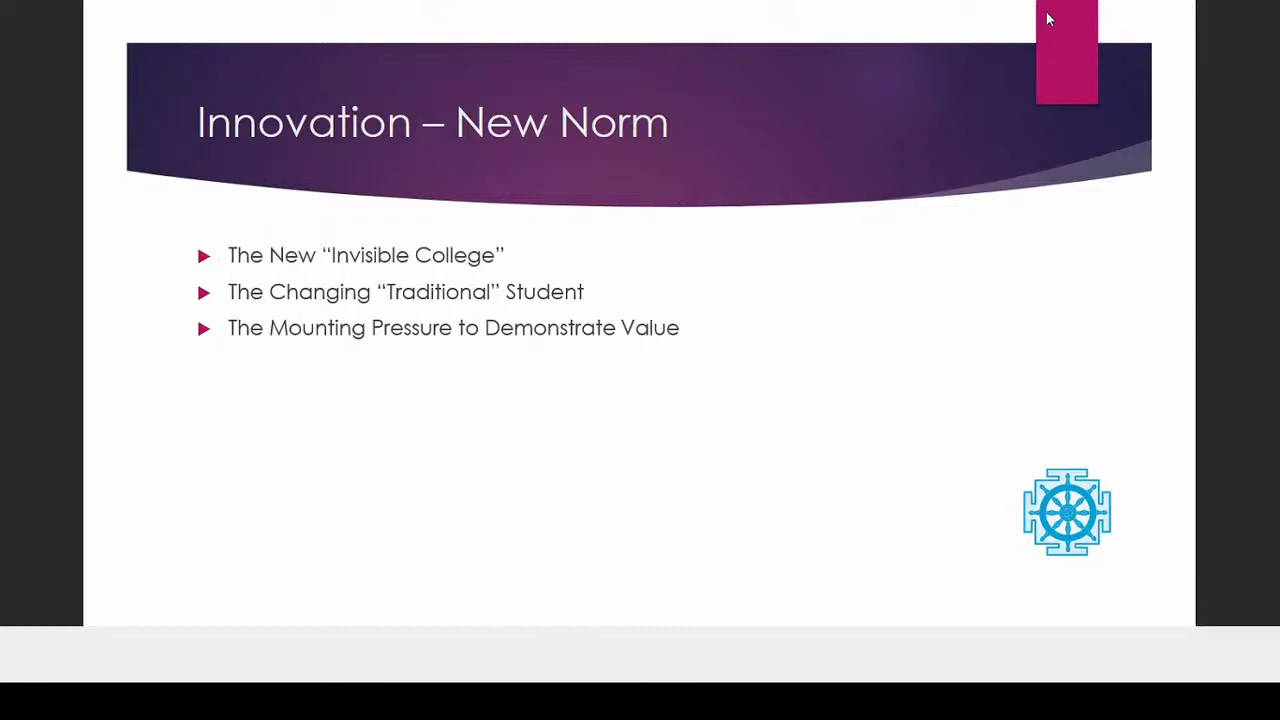 Innovation – New Norm
The New “Invisible College”
The Changing “Traditional” Student
The Mounting Pressure to Demonstrate Value